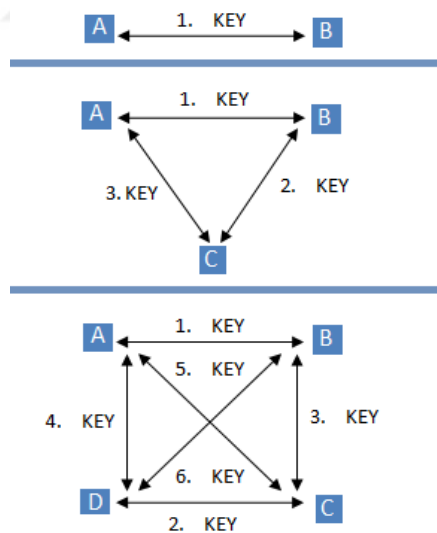 1. KEY
A B
1. KEY
A B
3. KEY 2. KEY
C
1. KEY
A B
5. KEY
4. KEY 3. KEY
6. KEY
D C
2. KEY